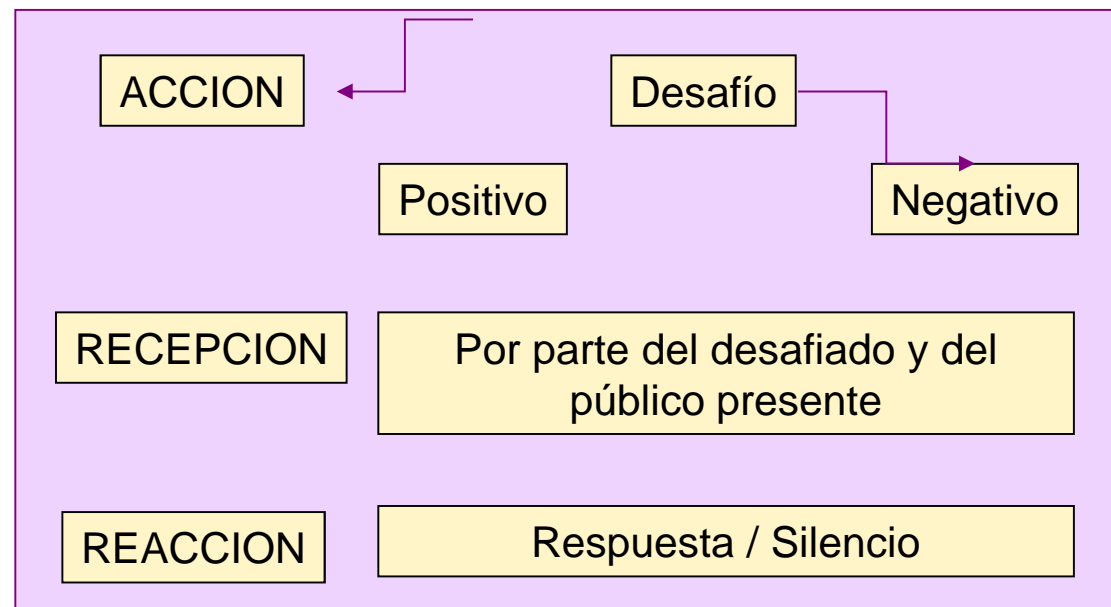 ACCION
Desafío
Positivo
Negativo
RECEPCION
Por parte del desafiado y del
público presente
REACCION
Respuesta / Silencio